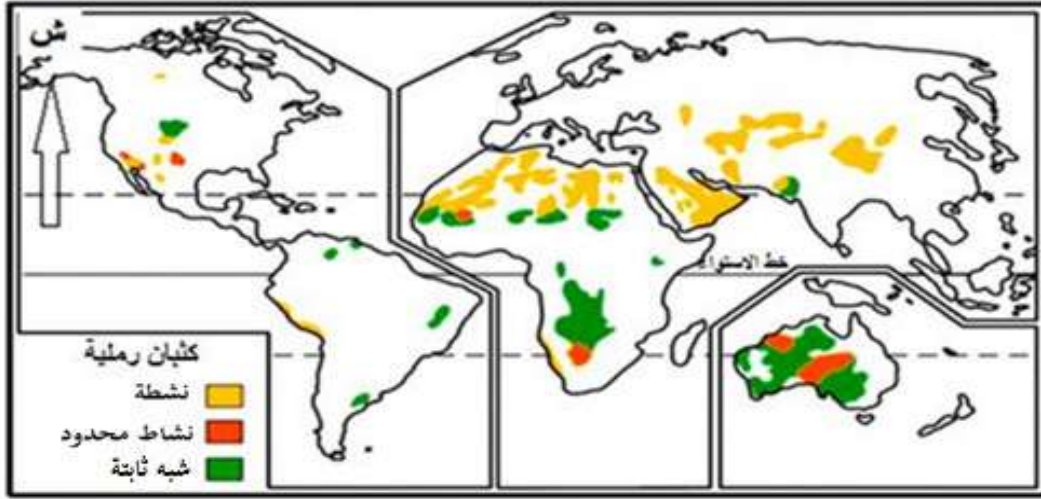 ش
خط الاستواء
كثبان رملية
نشطة
نشاط محدود
شبه ثابتة